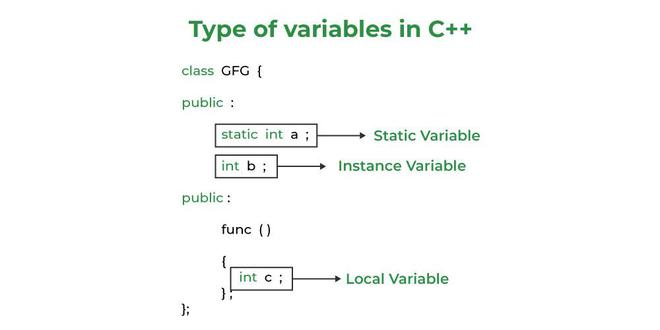 Type of variables in C++
class GFG {
public :
static int a ; Static Variable
int b ; Instance Variable
public :
func ()
{
int c ; Local Variable
} ;
};